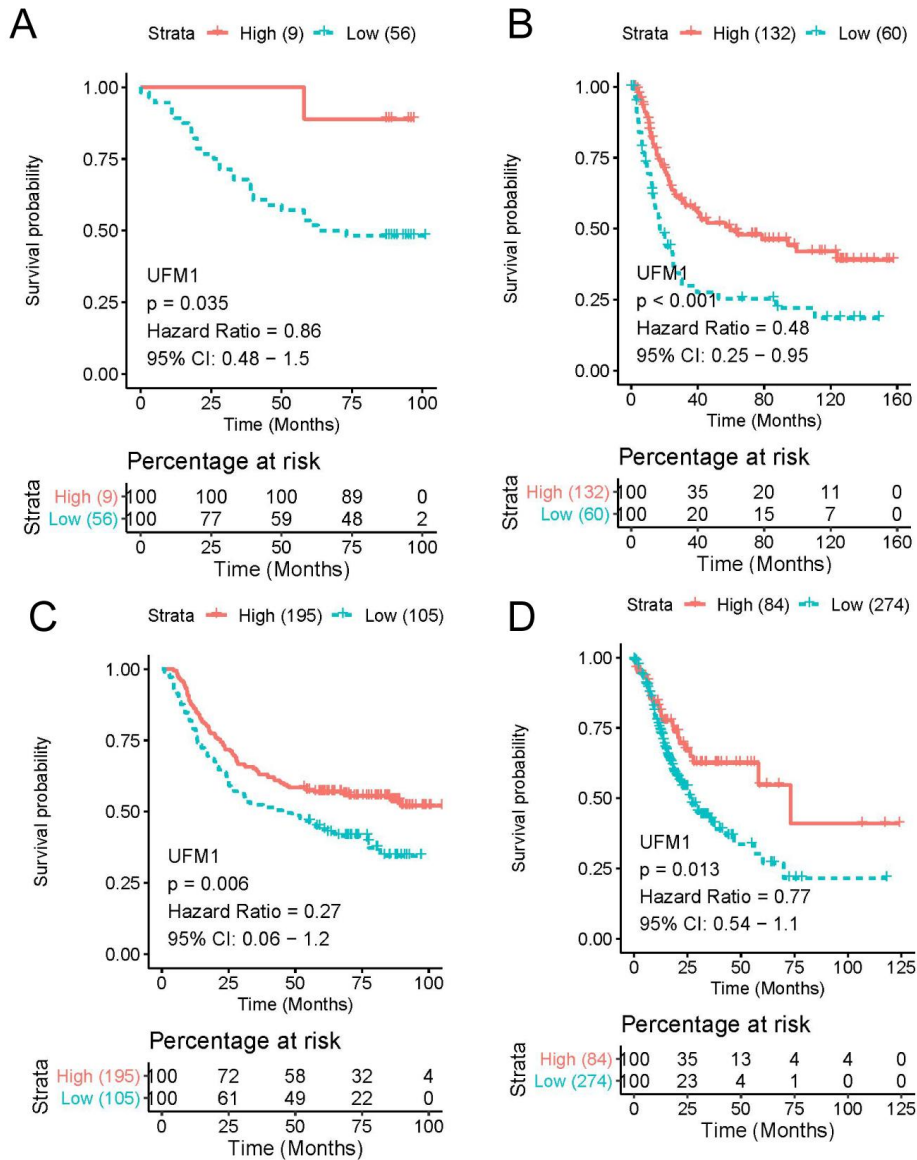 A
Strata High (9) Low (56)
1.00
0.75
0.50
0.25
0.00
Survival probability
UFM1
p = 0.035
Hazard Ratio = 0.86
95% CI: 0.48 − 1.5
0 25 50 75 100
Time (Months)
Percentage at risk
Strata
High (9) 100 100 100 89 0
Low (56) 100 77 59 48 2
0 25 50 75 100
Time (Months)
B
Strata High (132) Low (60)
1.00
0.75
0.50
0.25
0.00
Survival probability
UFM1
p < 0.001
Hazard Ratio = 0.48
95% CI: 0.25 − 0.95
0 20 40 80 120 160
Time (Months)
Percentage at risk
Strata
High (132) 100 35 20 11 0
Low (60) 100 20 15 7 0
0 40 80 120 160
Time (Months)
C
Strata High (195) Low (105)
1.00
0.75
0.50
0.25
0.00
Survival probability
UFM1
p = 0.006
Hazard Ratio = 0.27
95% CI: 0.06 − 1.2
0 25 50 75 100
Time (Months)
Percentage at risk
Strata
High (195) 100 72 58 32 4
Low (105) 100 61 49 22 0
0 25 50 75 100
Time (Months)
D
Strata High (84) Low (274)
1.00
0.75
0.50
0.25
0.00
Survival probability
UFM1
p = 0.013
Hazard Ratio = 0.77
95% CI: 0.54 − 1.1
0 25 50 75 100 125
Time (Months)
Percentage at risk
Strata
High (84) 100 35 13 4 4 0
Low (274) 100 23 4 1 0 0
0 25 50 75 100 125
Time (Months)